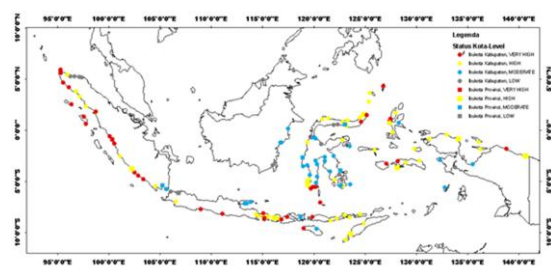 Legenda
Status Kota-Level
Ibukota Kabupaten, VERY HIGH
Ibukota Kabupaten, HIGH
Ibukota Kabupaten, MODERATE
Ibukota Kabupaten, LOW
Ibukota Provinsi, VERY HIGH
Ibukota Provinsi, HIGH
Ibukota Provinsi, MODERATE
Ibukota Provinsi, LOW
95°0'0"E 100°0'0"E 105°0'0"E 110°0'0"E 115°0'0"E 120°0'0"E 125°0'0"E 130°0'0"E 135°0'0"E 140°0'0"E